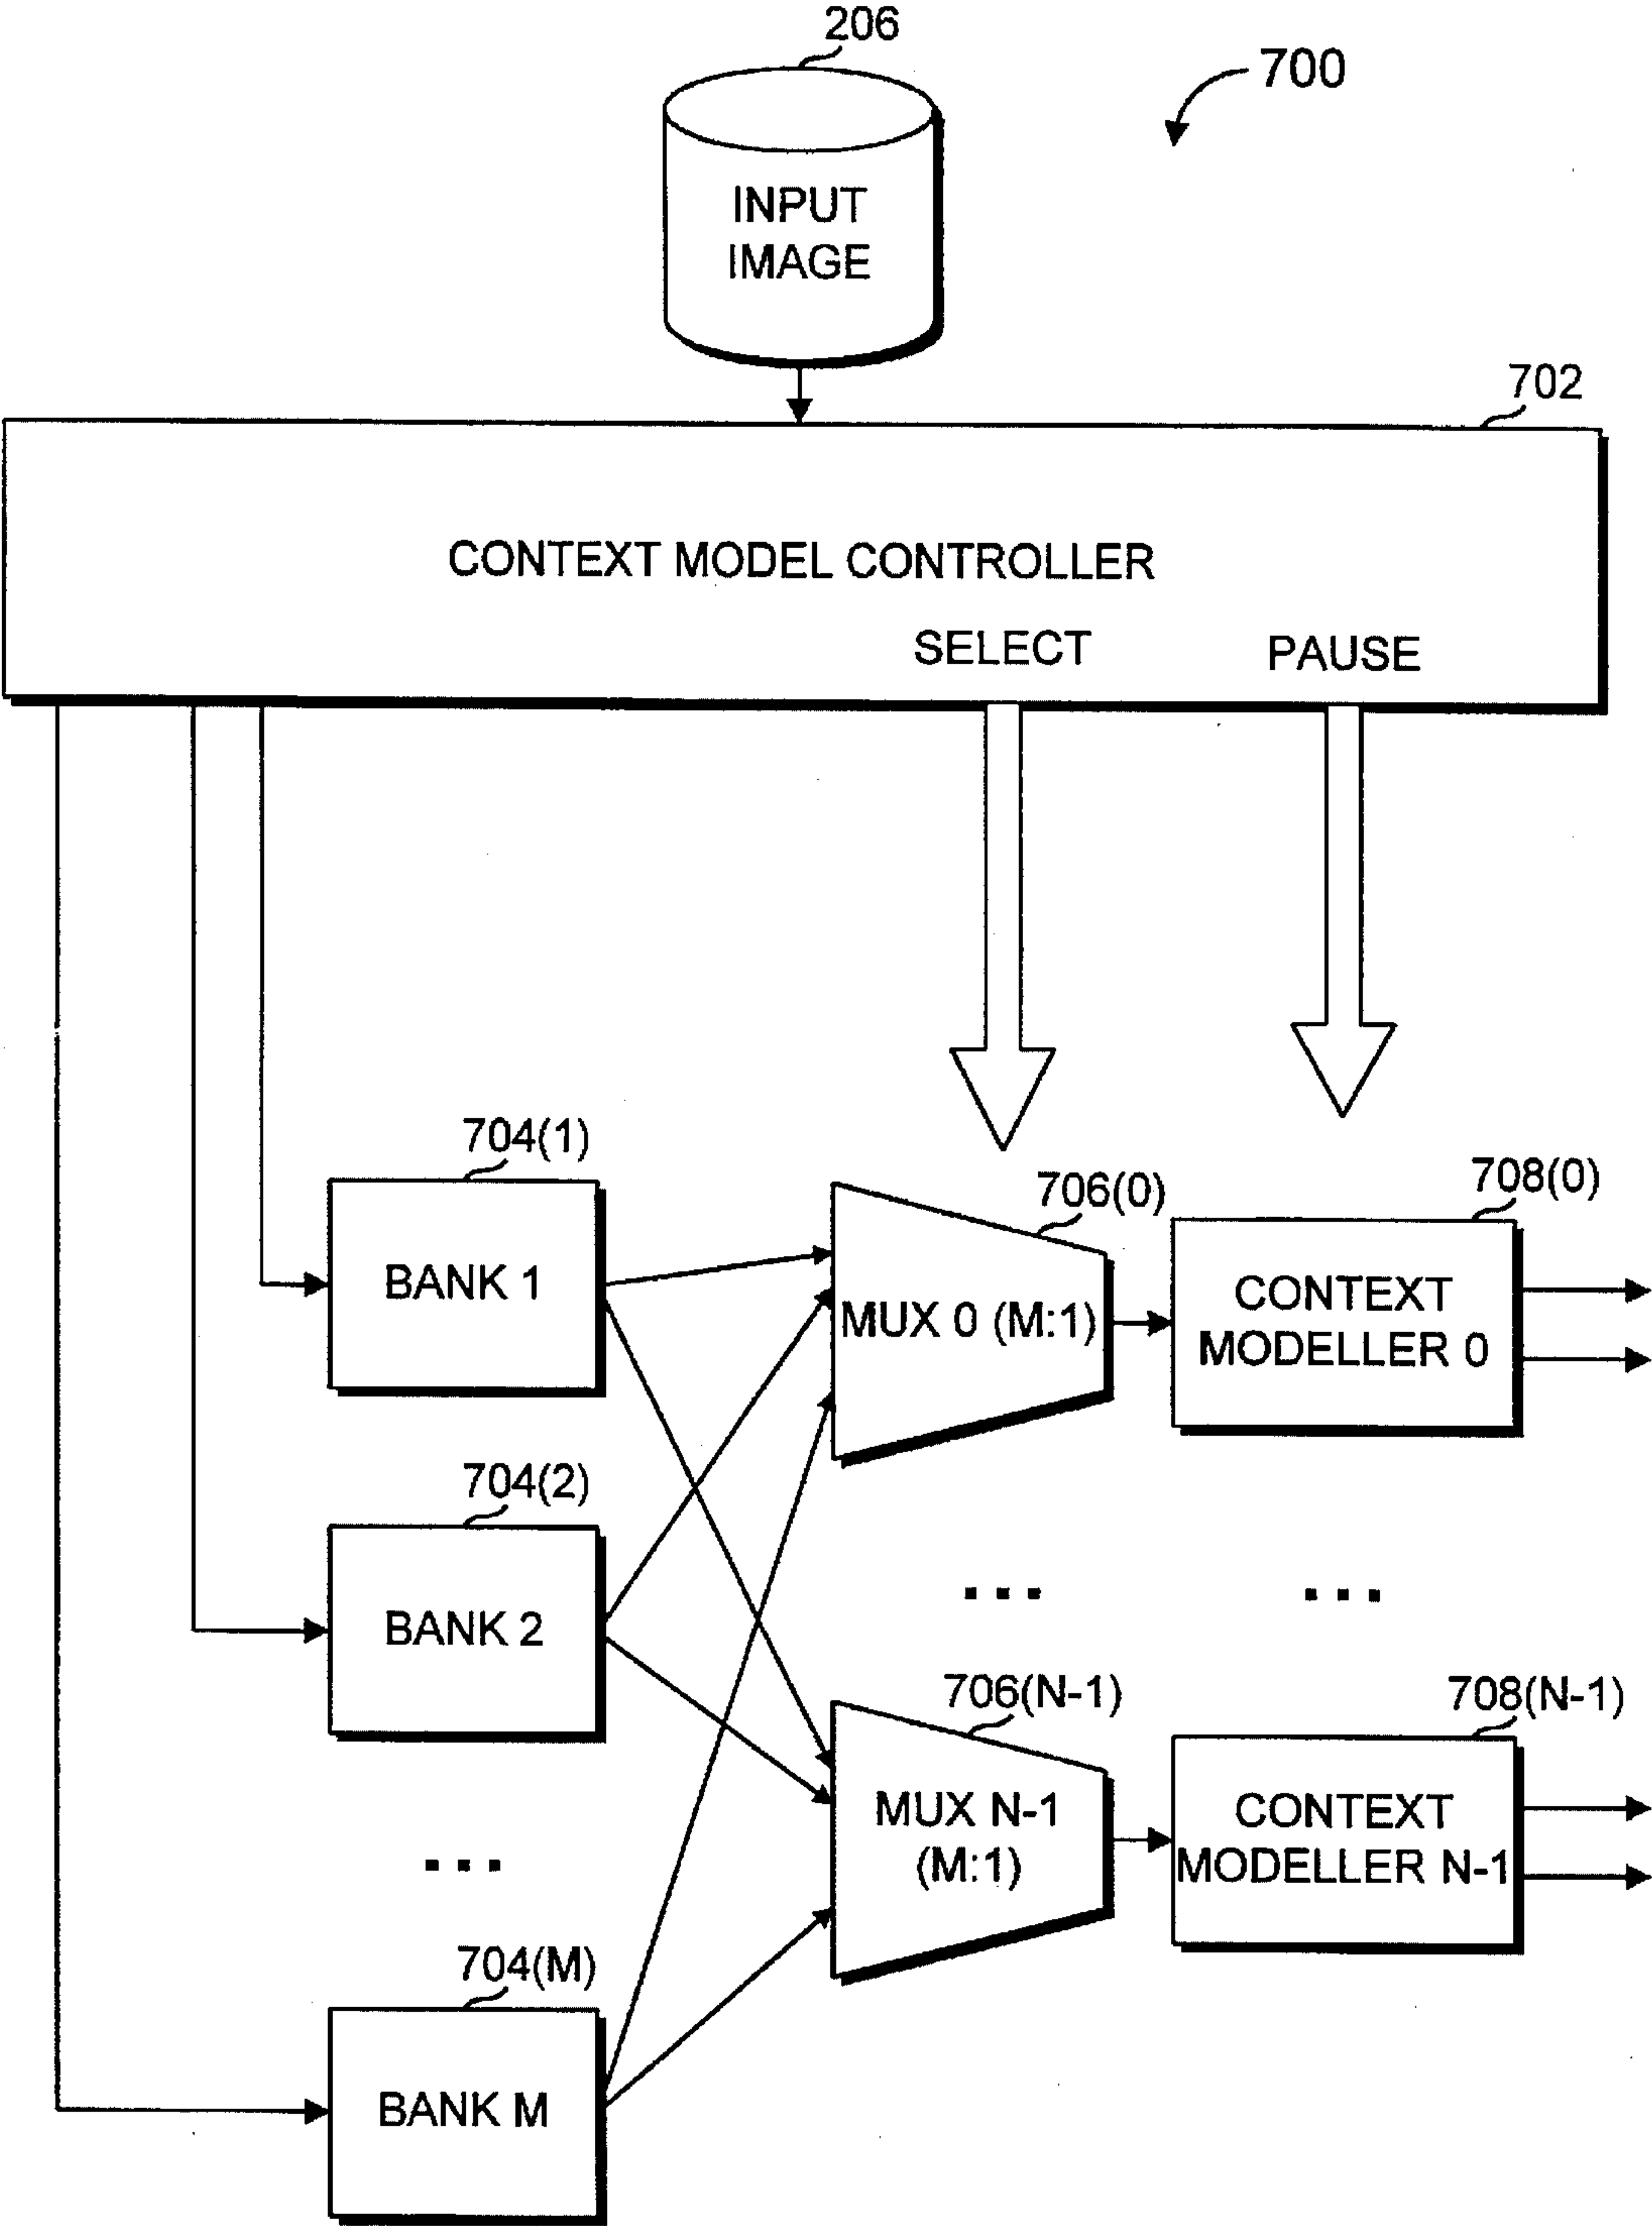 206
700
INPUT
IMAGE
702
CONTEXT MODEL CONTROLLER
SELECT
PAUSE
704(1)
BANK 1
706(0)
MUX 0 (M:1)
708(0)
CONTEXT
MODELLER 0
704(2)
BANK 2
...
...
706(N-1)
MUX N-1
(M:1)
708(N-1)
CONTEXT
MODELLER N-1
...
704(M)
BANK M